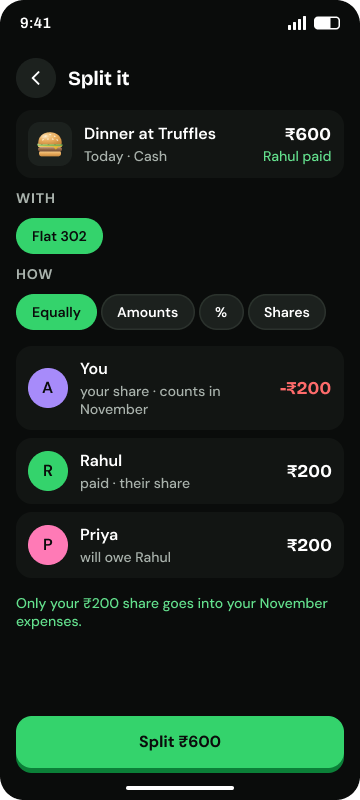 9:41
Split it
Dinner at Truffles
₹600
Today · Cash
Rahul paid
WITH
Flat 302
HOW
Equally
Amounts
%
Shares
A
You
your share · counts in
November
-₹200
R
Rahul
paid · their share
₹200
P
Priya
will owe Rahul
₹200
Only your ₹200 share goes into your November
expenses.
Split ₹600